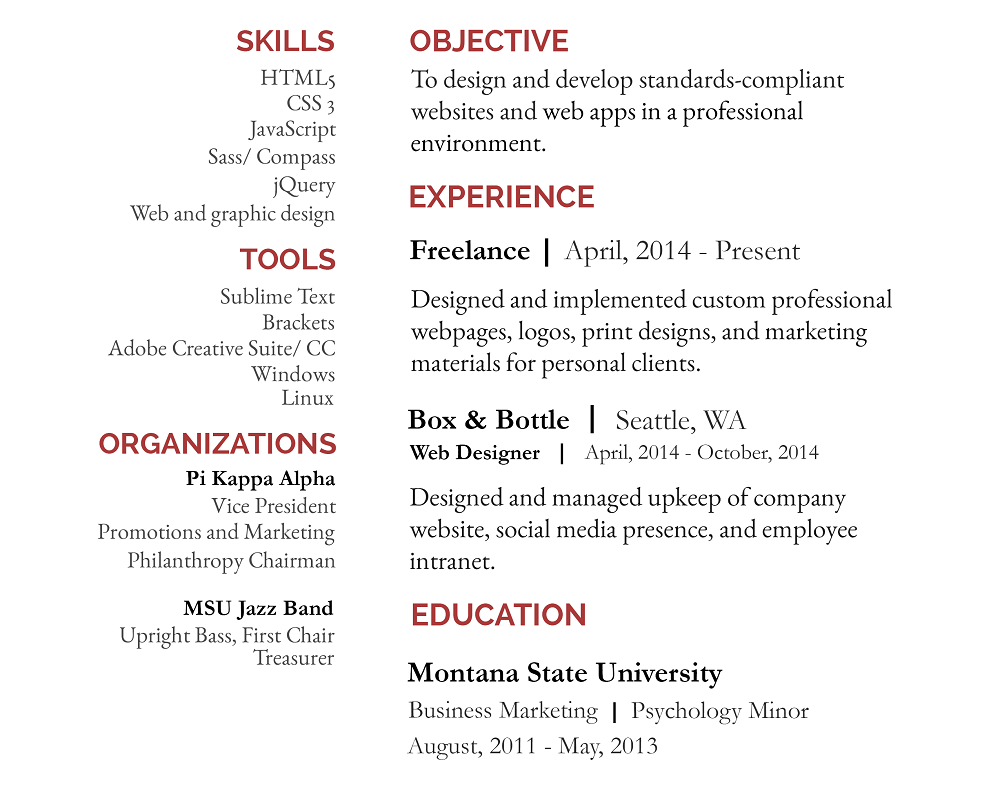 SKILLS
HTML5
CSS 3
JavaScript
Sass/ Compass
jQuery
Web and graphic design
TOOLS
Sublime Text
Brackets
Adobe Creative Suite/ CC
Windows
Linux
ORGANIZATIONS
Pi Kappa Alpha
Vice President
Promotions and Marketing
Philanthropy Chairman
MSU Jazz Band
Upright Bass, First Chair
Treasurer
OBJECTIVE
To design and develop standards-compliant
websites and web apps in a professional
environment.
EXPERIENCE
Freelance | April, 2014 - Present
Designed and implemented custom professional
webpages, logos, print designs, and marketing
materials for personal clients.
Box & Bottle | Seattle, WA
Web Designer | April, 2014 - October, 2014
Designed and managed upkeep of company
website, social media presence, and employee
intranet.
EDUCATION
Montana State University
Business Marketing | Psychology Minor
August, 2011 - May, 2013